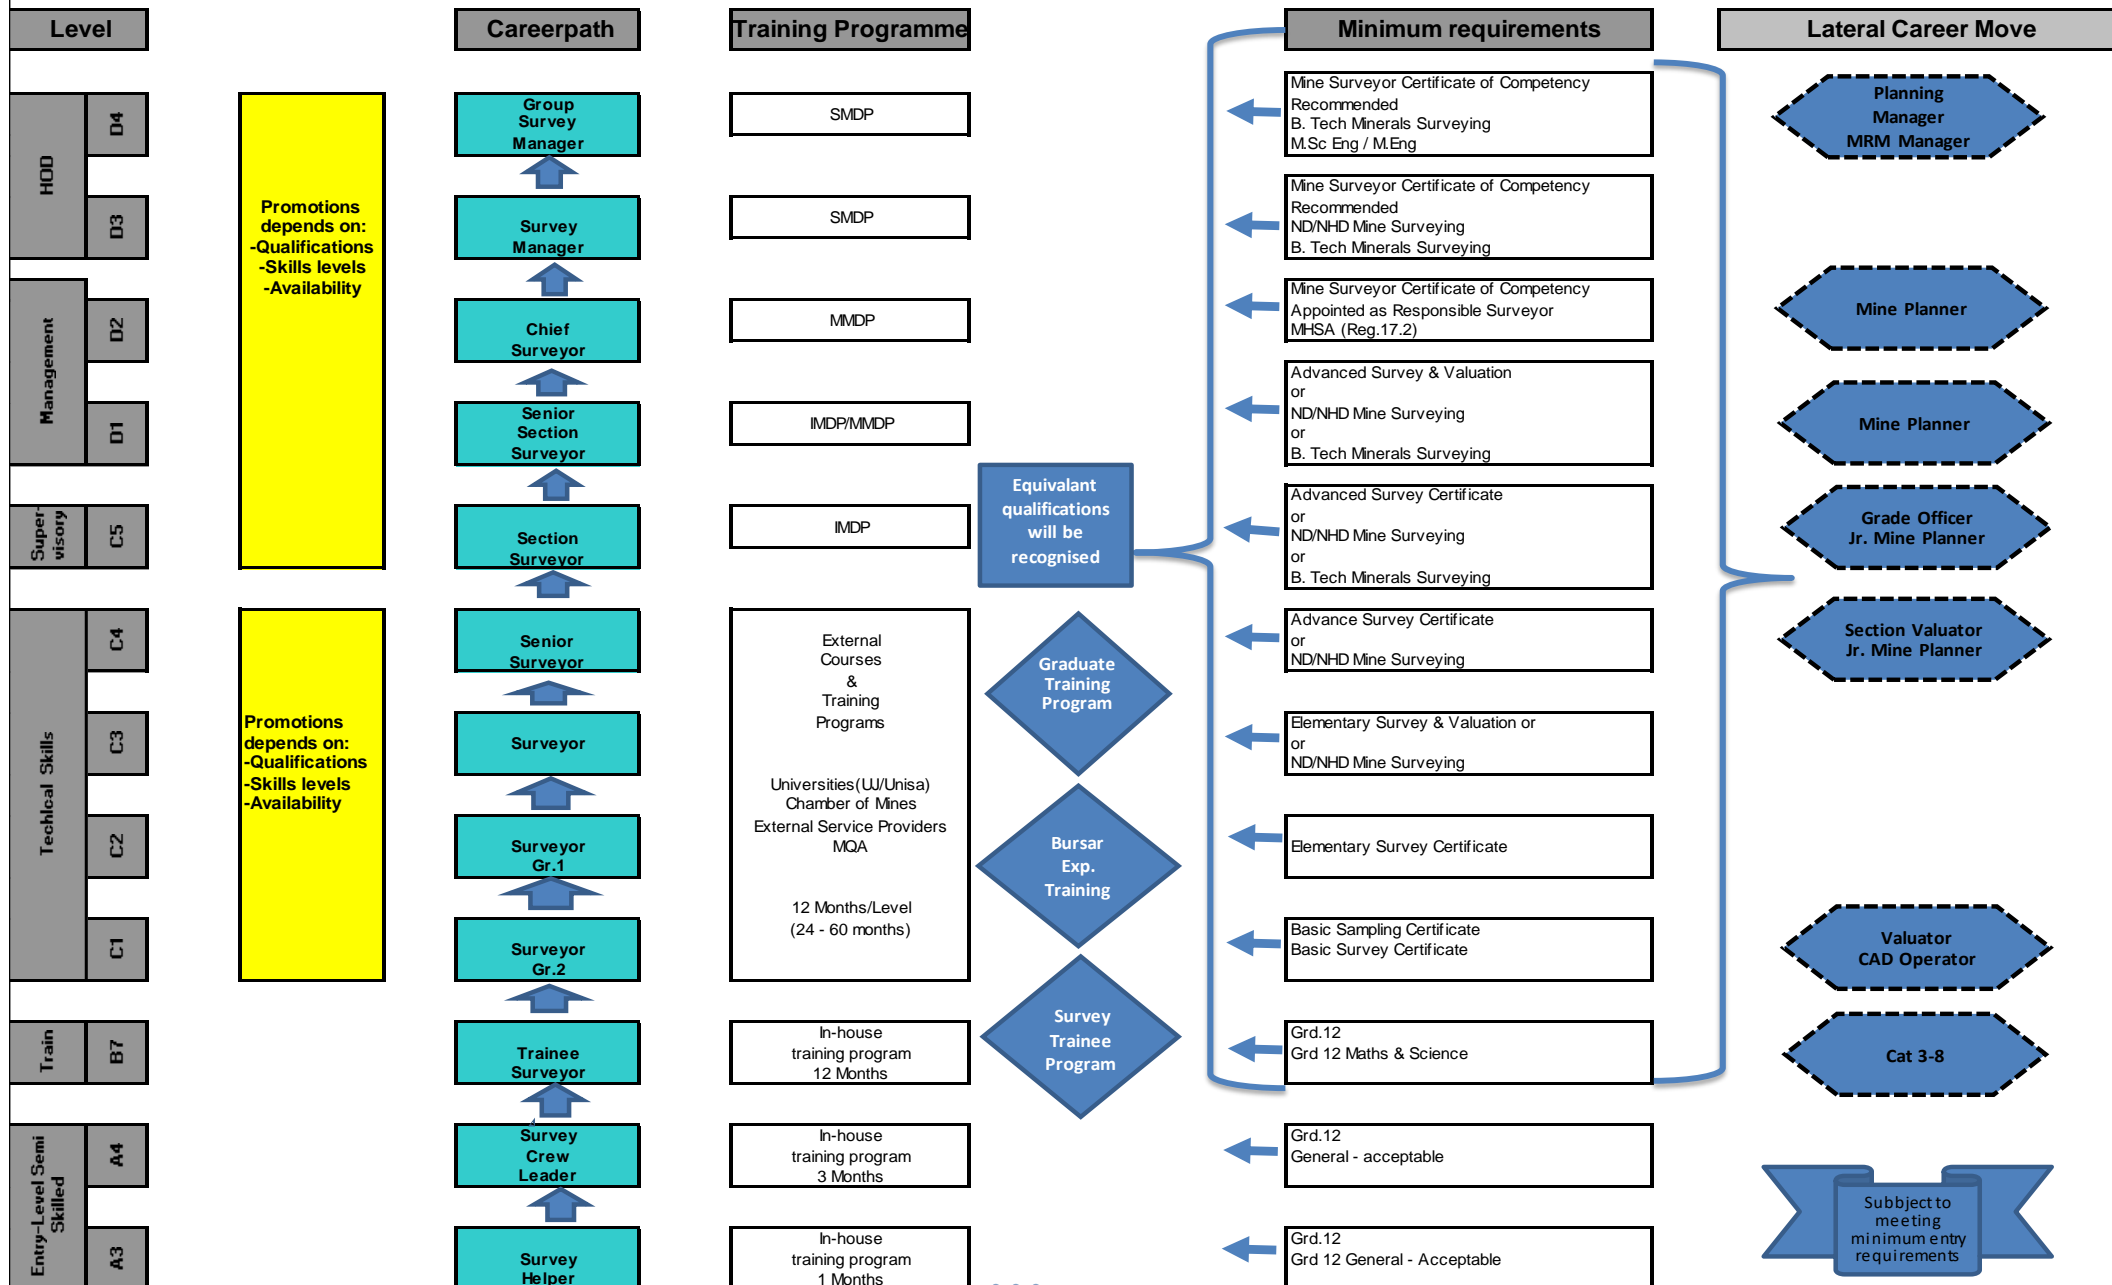 Level
Careerpath
Training Programme
Minimum requirements
Lateral Career Move
HOD
D4
Promotions
depends on:
-Qualifications
-Skills levels
-Availability
Group
Survey
Manager
SMDP
Mine Surveyor Certificate of Competency
Recommended
B. Tech Minerals Surveying
M.Sc Eng / M.Eng
Planning
Manager
MRM Manager
D3
Survey
Manager
SMDP
Mine Surveyor Certificate of Competency
Recommended
ND/NHD Mine Surveying
B. Tech Minerals Surveying
Management
D2
Chief
Surveyor
MMDP
Mine Surveyor Certificate of Competency
Appointed as Responsible Surveyor
MHSA (Reg.17.2)
Mine Planner
D1
Senior
Section
Surveyor
IMDP/MMDP
Advanced Survey & Valuation
or
ND/NHD Mine Surveying
or
B. Tech Minerals Surveying
Mine Planner
Super-
visory
C5
Section
Surveyor
IMDP
Equivalant
qualifications
will be
recognised
Advanced Survey Certificate
or
ND/NHD Mine Surveying
or
B. Tech Minerals Surveying
Grade Officer
Jr. Mine Planner
Techical Skills
C4
Promotions
depends on:
-Qualifications
-Skills levels
-Availability
Senior
Surveyor
External
Courses
&
Training
Programs
Universities(UJ/Unisa)
Chamber of Mines
External Service Providers
MQA
12 Months/Level
(24 - 60 months)
Graduate
Training
Program
Advance Survey Certificate
or
ND/NHD Mine Surveying
Section Valuator
Jr. Mine Planner
C3
Surveyor
Elementary Survey & Valuation or
or
ND/NHD Mine Surveying
C2
Surveyor
Gr.1
Bursar
Exp.
Training
Elementary Survey Certificate
C1
Surveyor
Gr.2
Basic Sampling Certificate
Basic Survey Certificate
Valuator
CAD Operator
Train
B7
Trainee
Surveyor
In-house
training program
12 Months
Survey
Trainee
Program
Grd.12
Grd 12 Maths & Science
Cat 3-8
Entry-Level Semi
Skilled
A4
Survey
Crew
Leader
In-house
training program
3 Months
Grd.12
General - acceptable
A3
Survey
Helper
In-house
training program
1 Months
Grd.12
Grd 12 General - Acceptable
Subbject to
meeting
minimum entry
requirements